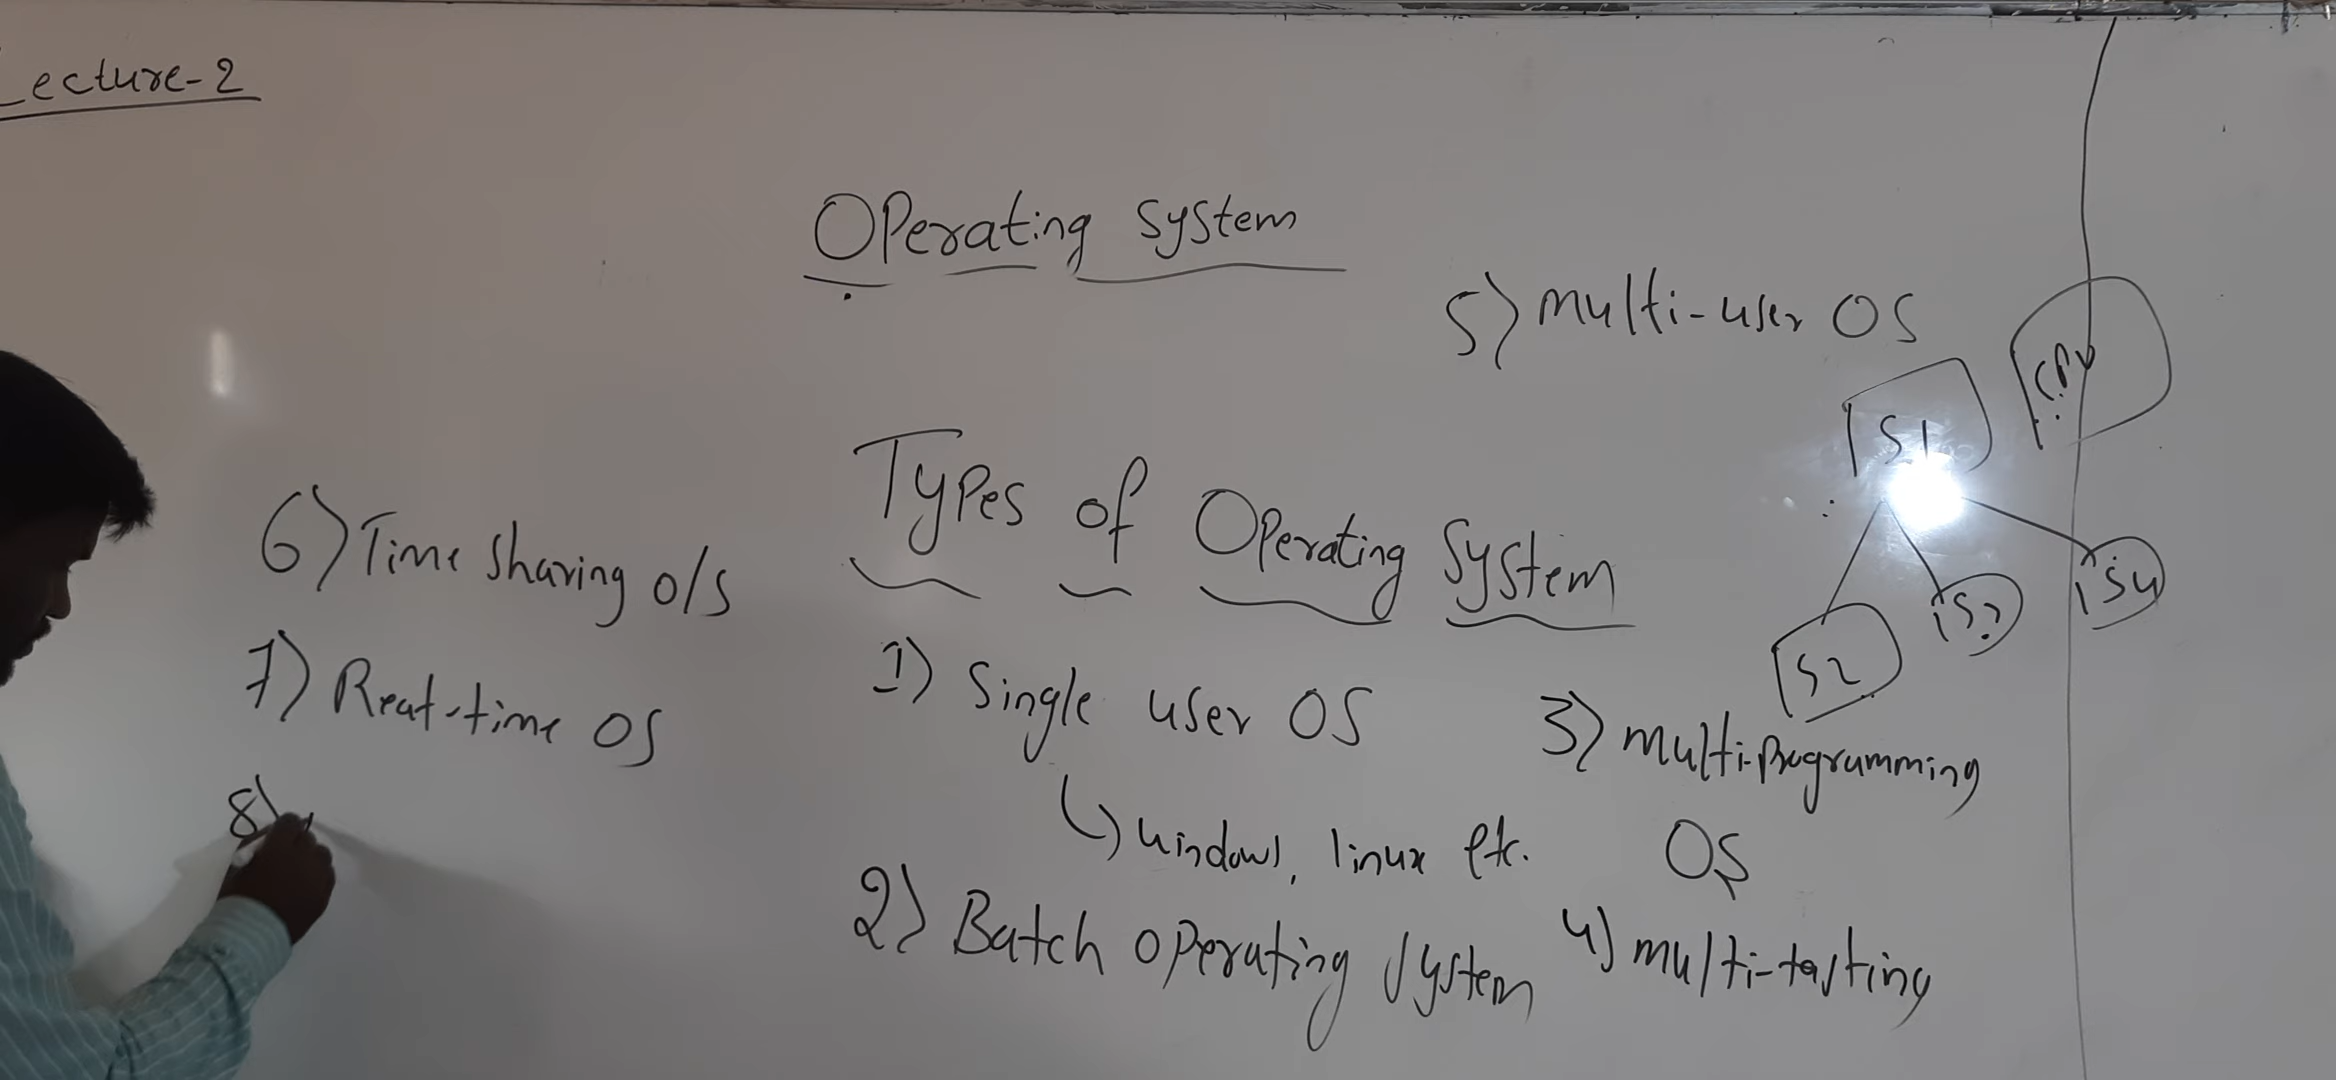 Lecture-2
Operating System
5) multi-user OS
CPU
S1
S2
S3
S4
Types of Operating System
1) Single user OS
windows, linux etc.
2) Batch operating System
3) multi-programming
OS
4) multi-tasting
6) Time Sharing O/S
7) Real-time OS
8)